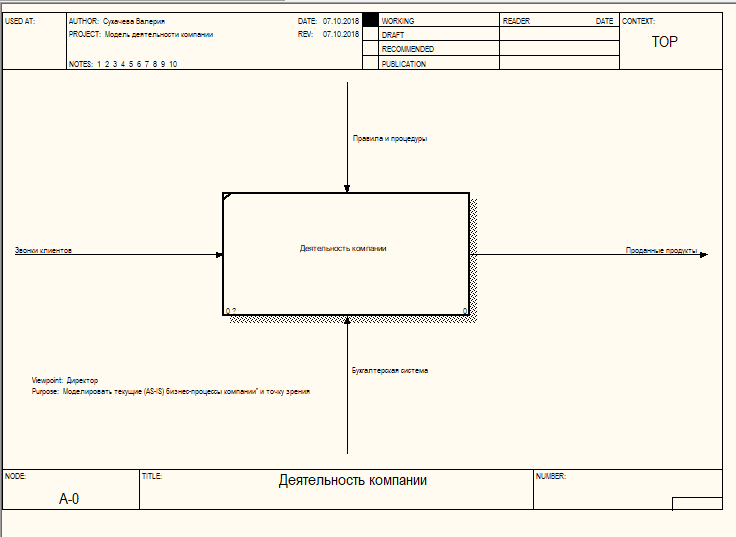 USED AT:
AUTHOR: Сухачева Валерия
DATE: 07.10.2018
PROJECT: Модель деятельности компании
REV: 07.10.2018
NOTES: 1 2 3 4 5 6 7 8 9 10
WORKING
DRAFT
RECOMMENDED
PUBLICATION
READER
DATE
CONTEXT:
TOP
Правила и процедуры
Звонки клиентов
Деятельность компании
Проданные продукты
0 ?
0
Бухгалтерская система
Viewpoint: Директор
Purpose: Моделировать текущие (AS-IS) бизнес-процессы компании" и точку зрения
NODE:
A-0
TITLE:
Деятельность компании
NUMBER: